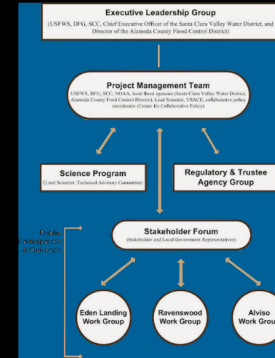 Executive Leadership Group
(USFWS, DFG, SCC, Chief Executive Officer of the Santa Clara Valley Water District, and
Director of the Alameda County Flood Control District)
Project Management Team
USFWS, DFG, SCC, NOAA, local flood agencies (Santa Clara Valley Water District,
Alameda County Flood Control District), Lead Scientist, USACE, collaborative policy
coordinator (Center for Collaborative Policy)
Science Program
(Lead Scientist, Technical Advisory Committee)
Regulatory & Trustee
Agency Group
Stakeholder Forum
(Stakeholder and Local Government Representatives)
Eden Landing
Work Group
Ravenswood
Work Group
Alviso
Work Group